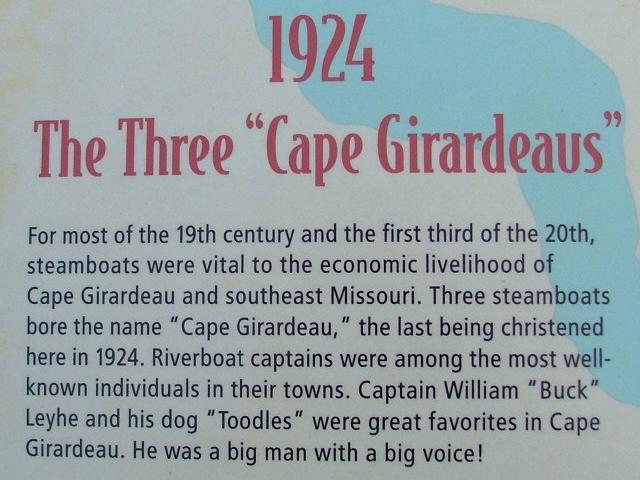 1924
The Three “Cape Girardeaus”
For most of the 19th century and the first third of the 20th,
steamboats were vital to the economic livelihood of
Cape Girardeau and southeast Missouri. Three steamboats
bore the name “Cape Girardeau,” the last being christened
here in 1924. Riverboat captains were among the most well-
known individuals in their towns. Captain William “Buck”
Leyhe and his dog “Toodles” were great favorites in Cape
Girardeau. He was a big man with a big voice!